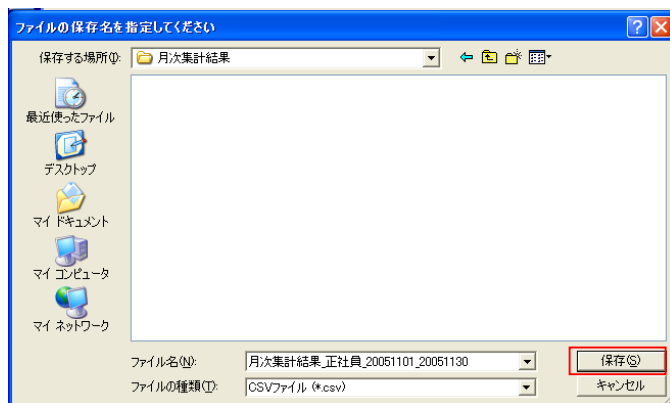 ファイルの保存名を指定してください
保存する場所(I): 月次集計結果
最近使ったファイル
デスクトップ
マイ ドキュメント
マイ コンピュータ
マイ ネットワーク
ファイル名(N): 月次集計結果_正社員_20051101_20051130 保存(S)
ファイルの種類(T): CSVファイル (*.csv) キャンセル